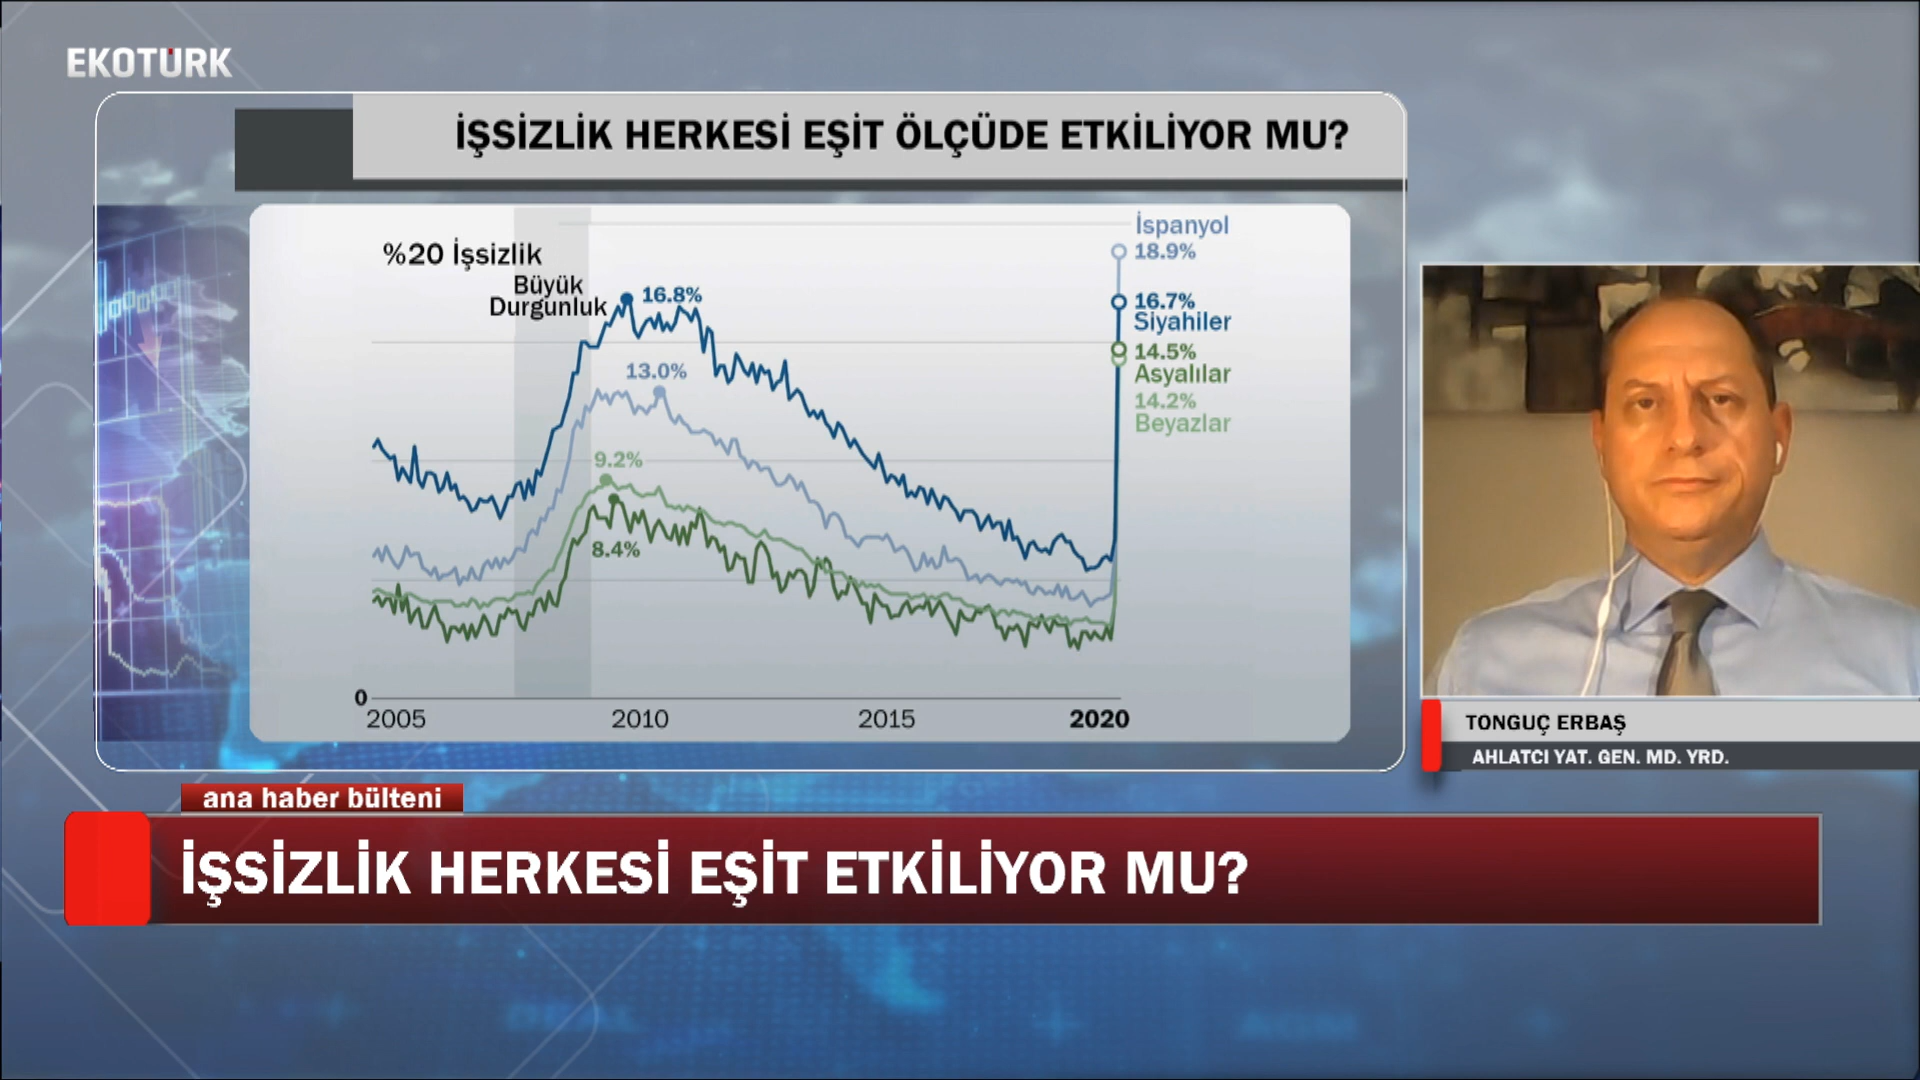 EKOTÜRK
İŞSİZLİK HERKESİ EŞİT ÖLÇÜDE ETKİLİYOR MU?
%20 İşsizlik
Büyük
Durgunluk
16.8%
13.0%
9.2%
8.4%
İspanyol
18.9%
16.7%
Siyahiler
14.5%
Asyalılar
14.2%
Beyazlar
0
2005
2010
2015
2020
TONGUÇ ERBAŞ
AHLATCI YAT. GEN. MD. YRD.
ana haber bülteni
İŞSİZLİK HERKESİ EŞİT ETKİLİYOR MU?